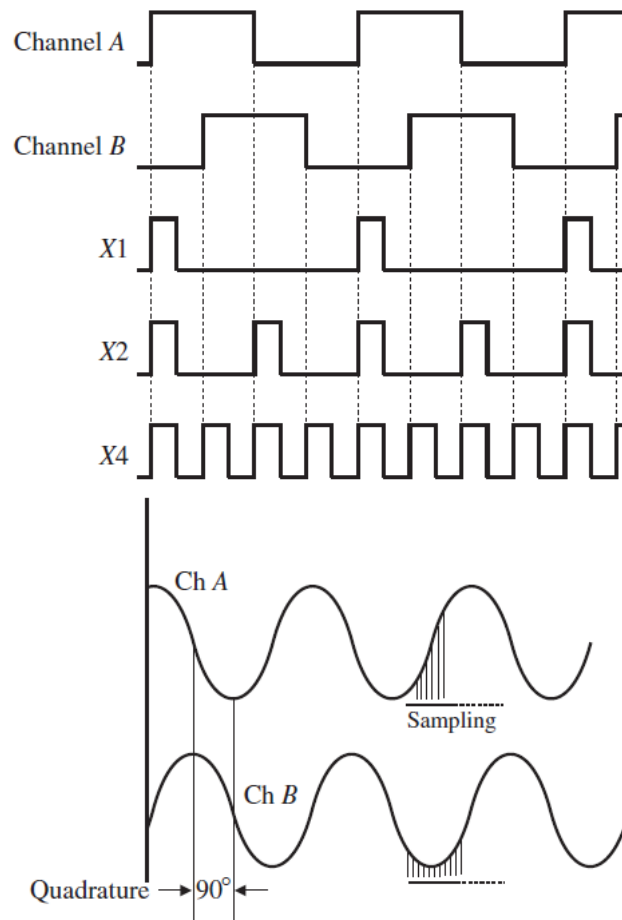 Channel A
Channel B
X1
X2
X4
Ch A
Sampling
Ch B
Quadrature 90°